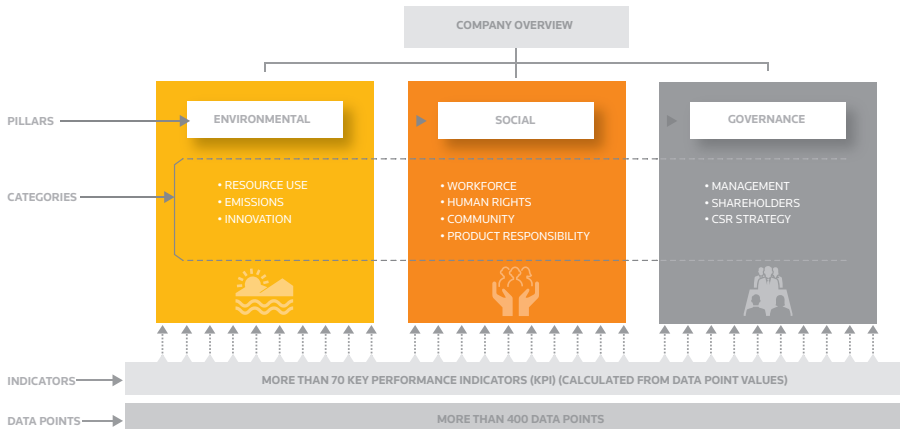 COMPANY OVERVIEW
PILLARS
ENVIRONMENTAL
SOCIAL
GOVERNANCE
CATEGORIES
• RESOURCE USE
• EMISSIONS
• INNOVATION
• WORKFORCE
• HUMAN RIGHTS
• COMMUNITY
• PRODUCT RESPONSIBILITY
• MANAGEMENT
• SHAREHOLDERS
• CSR STRATEGY
INDICATORS
MORE THAN 70 KEY PERFORMANCE INDICATORS (KPI) (CALCULATED FROM DATA POINT VALUES)
DATA POINTS
MORE THAN 400 DATA POINTS